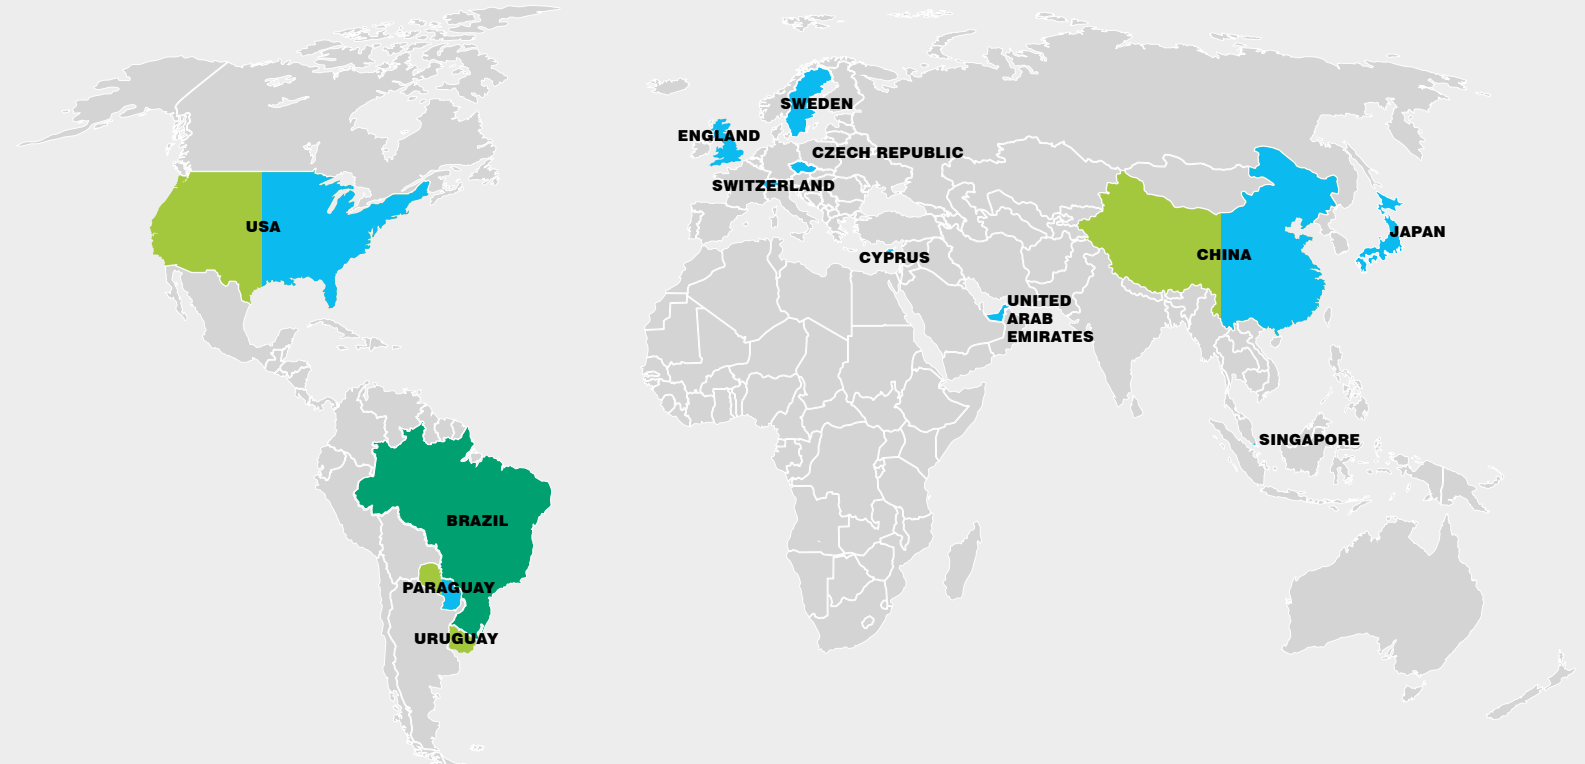 SWEDEN
ENGLAND
CZECH REPUBLIC
SWITZERLAND
USA
JAPAN
CHINA
CYPRUS
UNITED
ARAB
EMIRATES
SINGAPORE
BRAZIL
PARAGUAY
URUGUAY